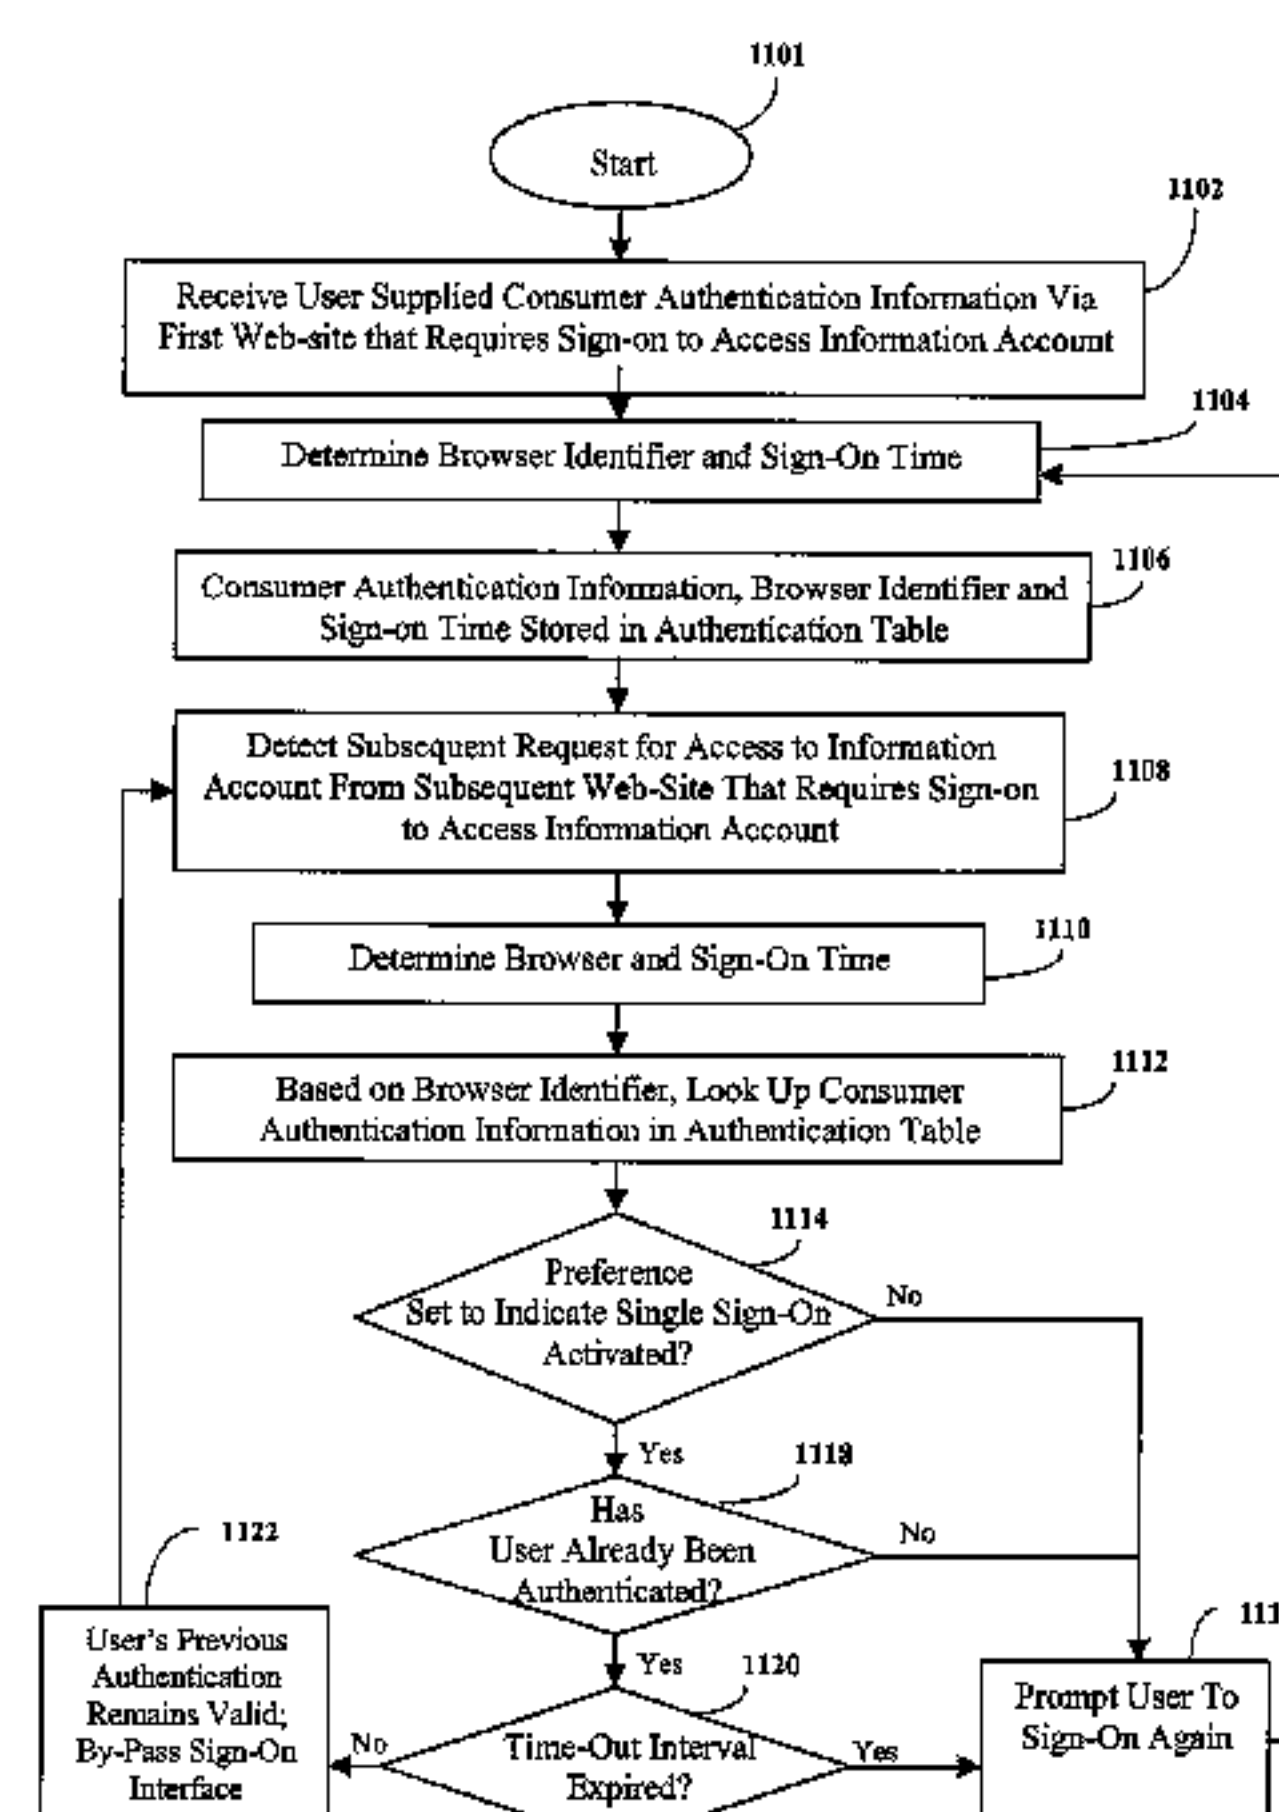 1101
Start
1102
Receive User Supplied Consumer Authentication Information Via
First Web-site that Requires Sign-on to Access Information Account
1104
Determine Browser Identifier and Sign-On Time
1106
Consumer Authentication Information, Browser Identifier and
Sign-on Time Stored in Authentication Table
Detect Subsequent Request for Access to Information
Account From Subsequent Web-Site That Requires Sign-on
to Access Information Account
1108
1110
Determine Browser and Sign-On Time
1112
Based on Browser Identifier, Look Up Consumer
Authentication Information in Authentication Table
1114
Preference
Set to Indicate Single Sign-On
Activated?
No
Yes
1118
Has
User Already Been
Authenticated?
No
1122
User's Previous
Authentication
Remains Valid;
By-Pass Sign-On
Interface
Yes
1120
Time-Out Interval
Expired?
No
Yes
111
Prompt User To
Sign-On Again